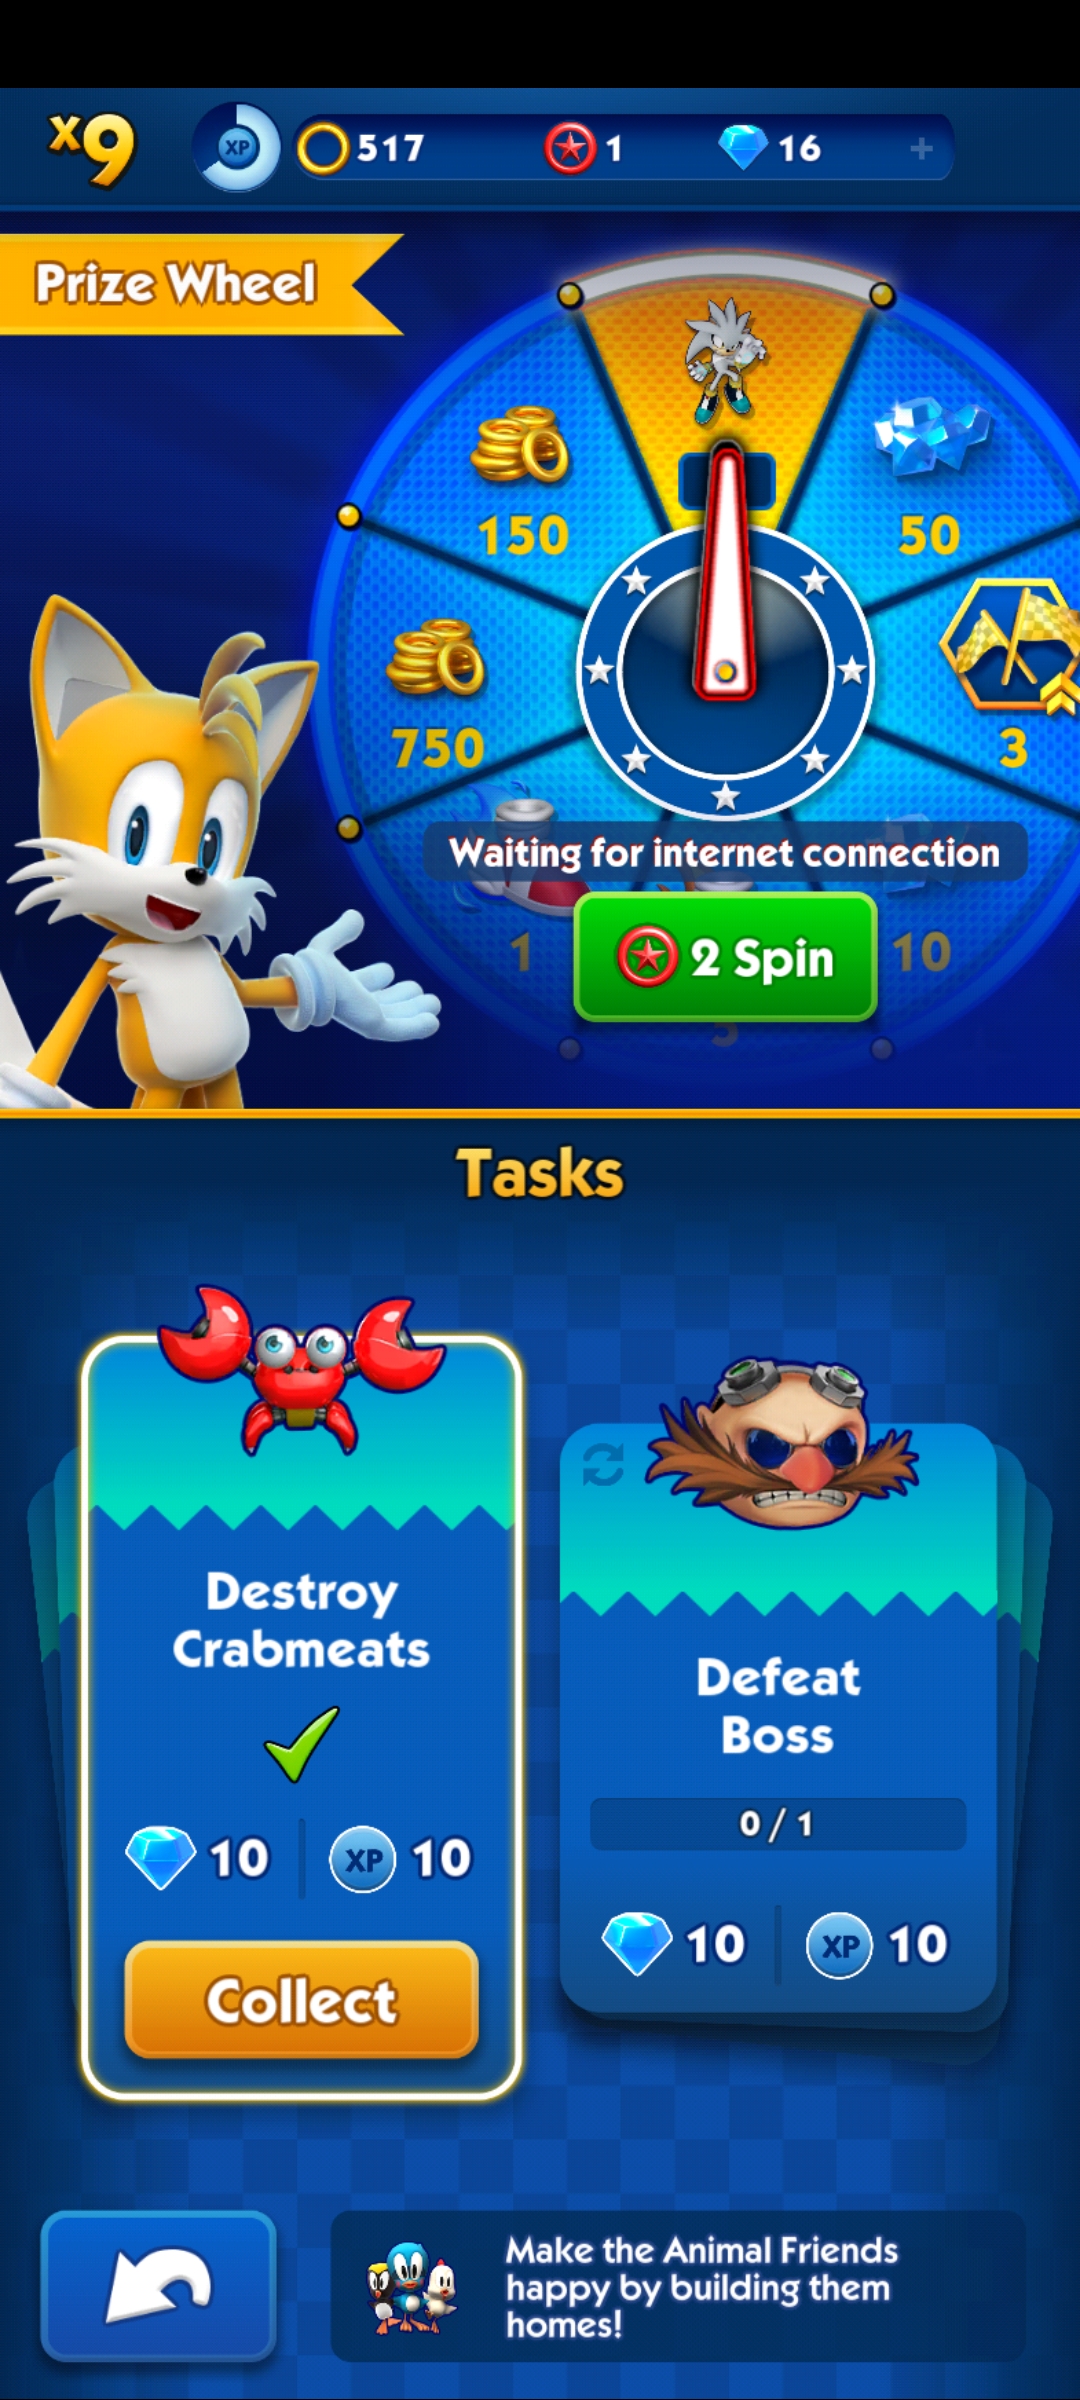 x9
XP
517
1
16
+
Prize Wheel
150
50
750
3
Waiting for internet connection
1
2 Spin
10
3
Tasks
Destroy
Crabmeats
10
XP
10
Collect
Defeat
Boss
0 / 1
10
XP
10
Make the Animal Friends
happy by building them
homes!